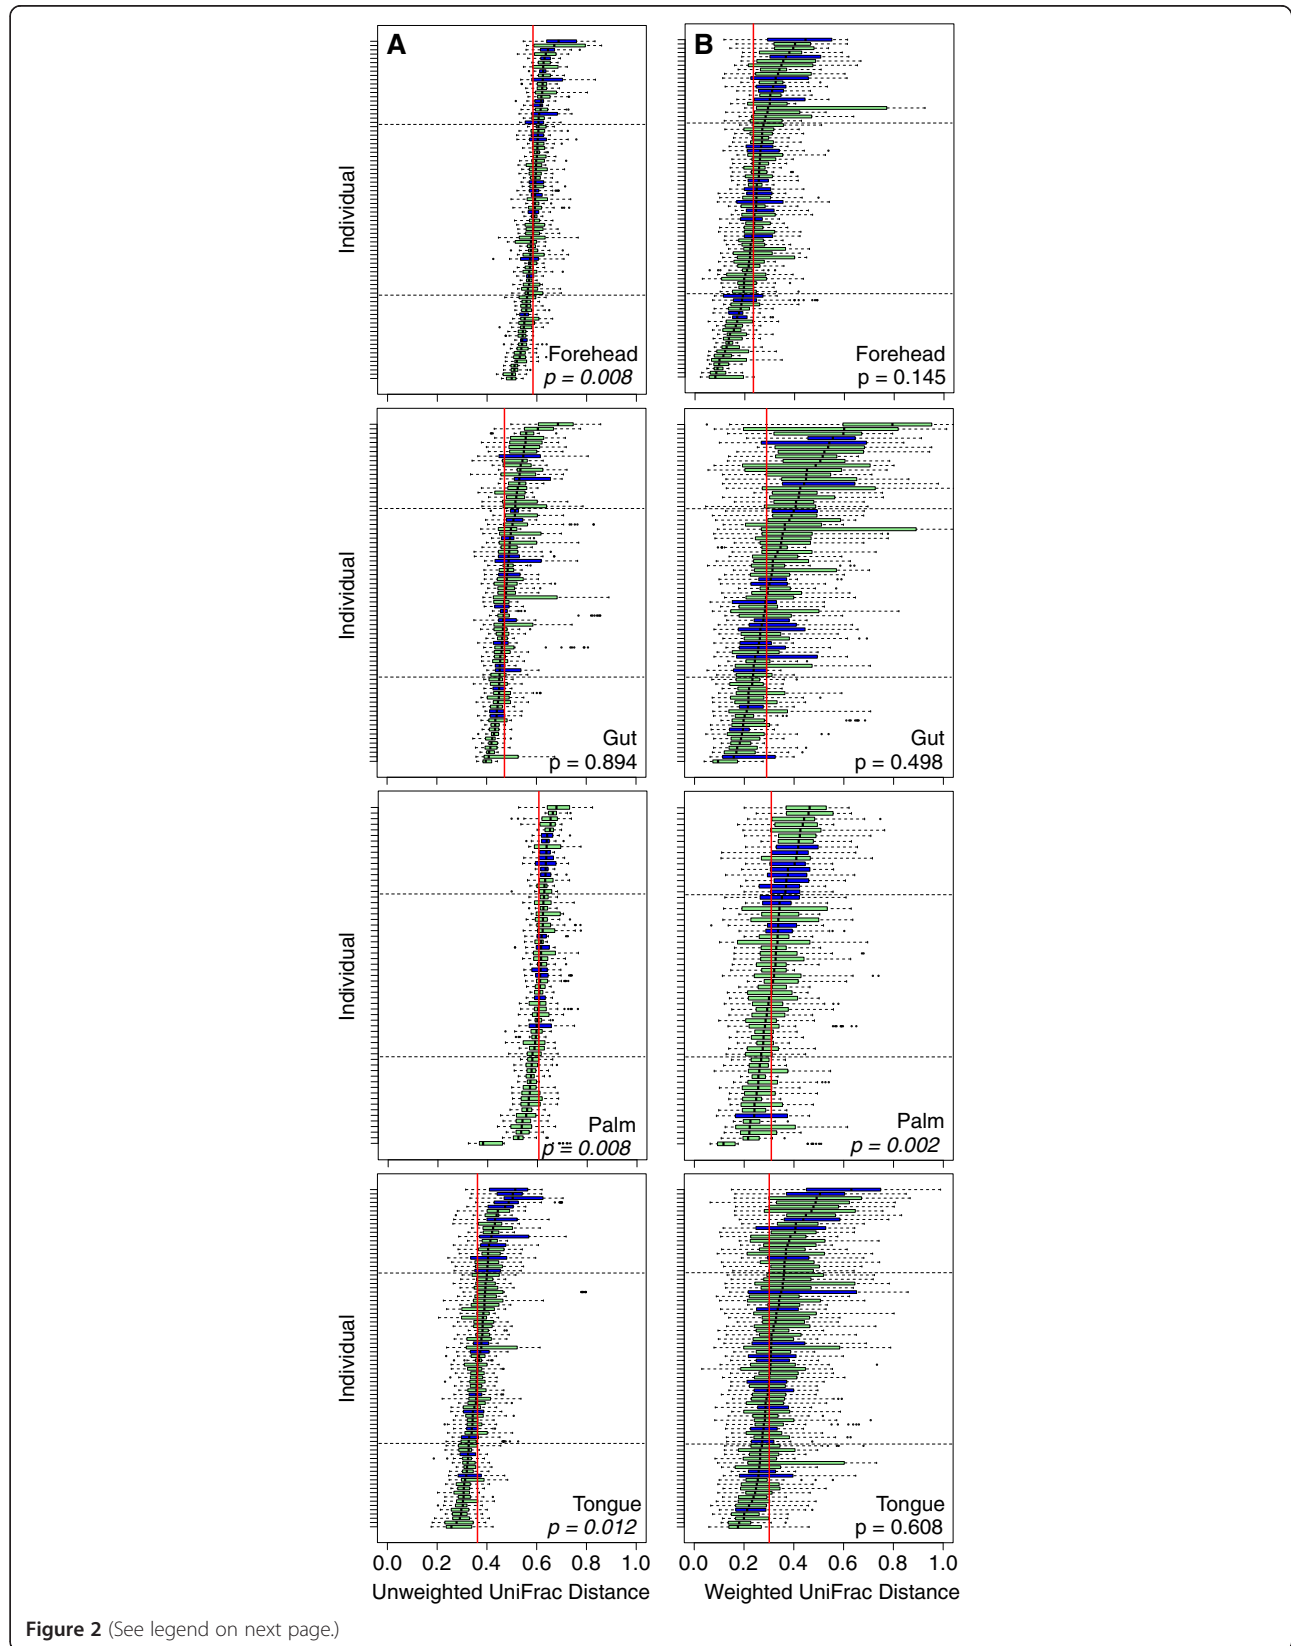 A
B
Individual
Forehead
p = 0.008
Forehead
p = 0.145
Individual
Gut
p = 0.894
Gut
p = 0.498
Individual
Palm
p = 0.008
Palm
p = 0.002
Individual
Tongue
p = 0.012
Tongue
p = 0.608
0.0 0.2 0.4 0.6 0.8 1.0
0.0 0.2 0.4 0.6 0.8 1.0
Unweighted UniFrac Distance
Weighted UniFrac Distance
Figure 2 (See legend on next page.)